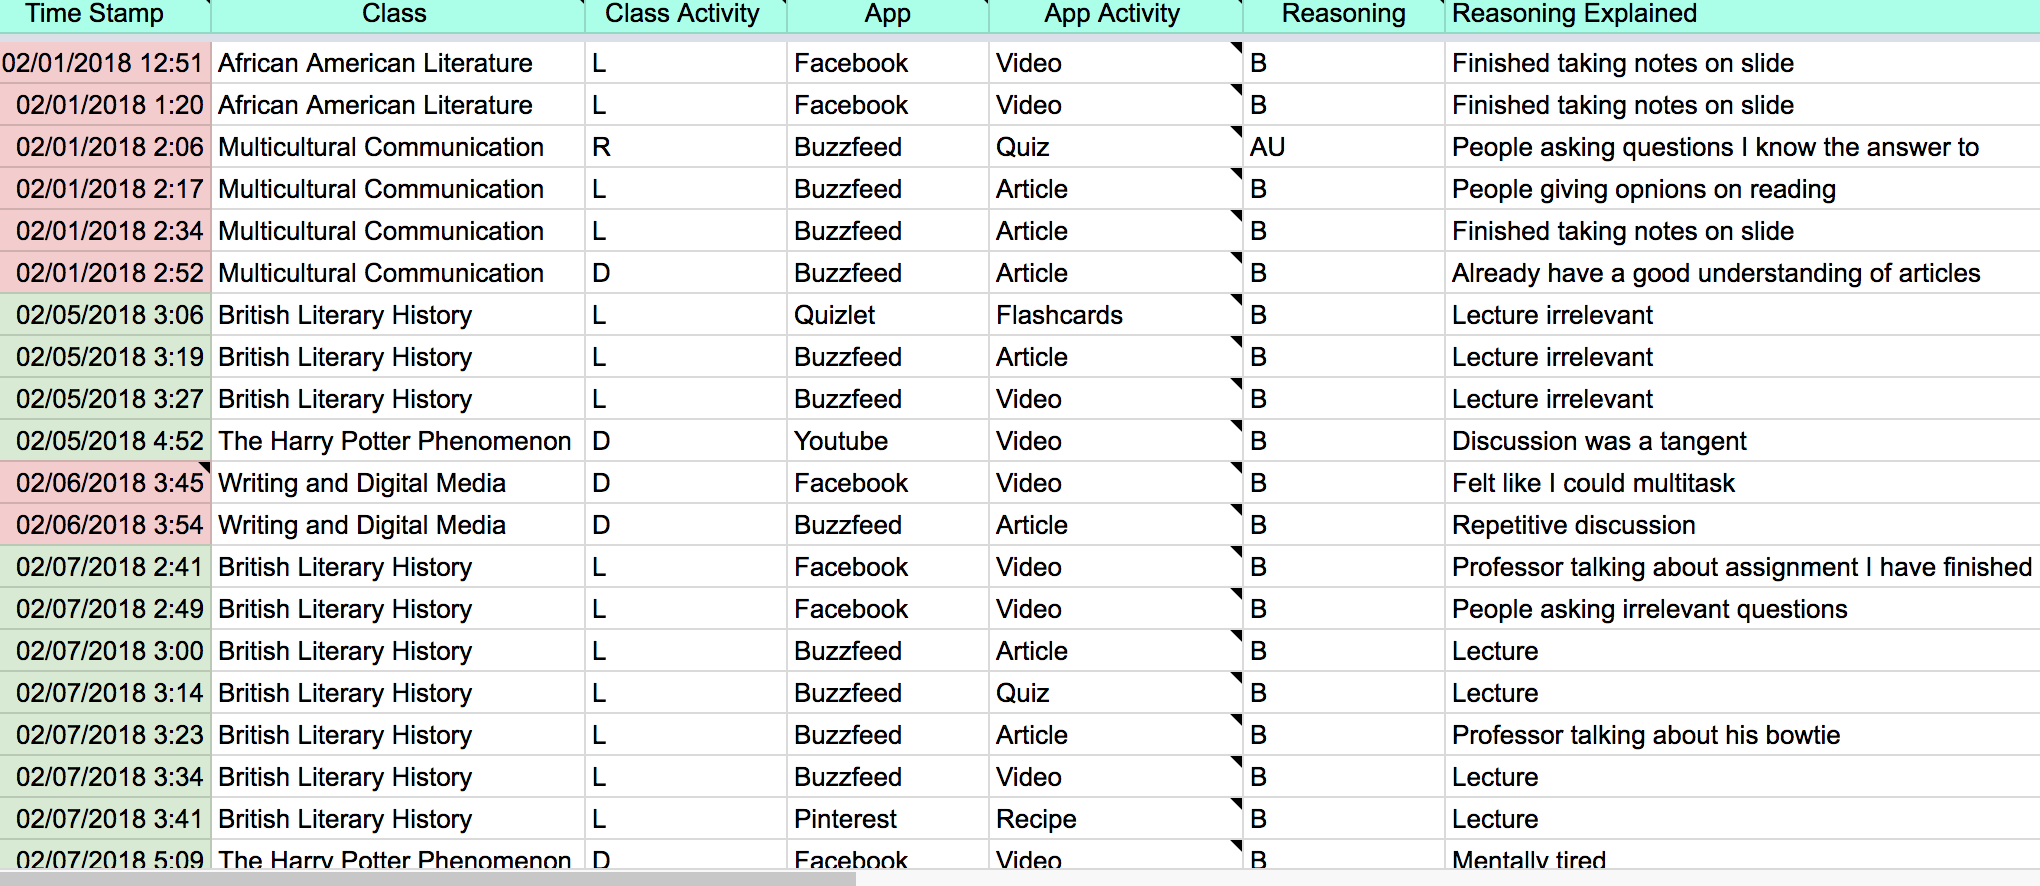 Time Stamp Class Class Activity App App Activity Reasoning Reasoning Explained
02/01/2018 12:51 African American Literature L Facebook Video B Finished taking notes on slide
02/01/2018 1:20 African American Literature L Facebook Video B Finished taking notes on slide
02/01/2018 2:06 Multicultural Communication R Buzzfeed Quiz AU People asking questions I know the answer to
02/01/2018 2:17 Multicultural Communication L Buzzfeed Article B People giving opnions on reading
02/01/2018 2:34 Multicultural Communication L Buzzfeed Article B Finished taking notes on slide
02/01/2018 2:52 Multicultural Communication D Buzzfeed Article B Already have a good understanding of articles
02/05/2018 3:06 British Literary History L Quizlet Flashcards B Lecture irrelevant
02/05/2018 3:19 British Literary History L Buzzfeed Article B Lecture irrelevant
02/05/2018 3:27 British Literary History L Buzzfeed Video B Lecture irrelevant
02/05/2018 4:52 The Harry Potter Phenomenon D Youtube Video B Discussion was a tangent
02/06/2018 3:45 Writing and Digital Media D Facebook Video B Felt like I could multitask
02/06/2018 3:54 Writing and Digital Media D Buzzfeed Article B Repetitive discussion
02/07/2018 2:41 British Literary History L Facebook Video B Professor talking about assignment I have finished
02/07/2018 2:49 British Literary History L Facebook Video B People asking irrelevant questions
02/07/2018 3:00 British Literary History L Buzzfeed Article B Lecture
02/07/2018 3:14 British Literary History L Buzzfeed Quiz B Lecture
02/07/2018 3:23 British Literary History L Buzzfeed Article B Professor talking about his bowtie
02/07/2018 3:34 British Literary History L Buzzfeed Video B Lecture
02/07/2018 3:41 British Literary History L Pinterest Recipe B Lecture
02/07/2018 5:09 The Harry Potter Phenomenon D Facebook Video B Mentally tired